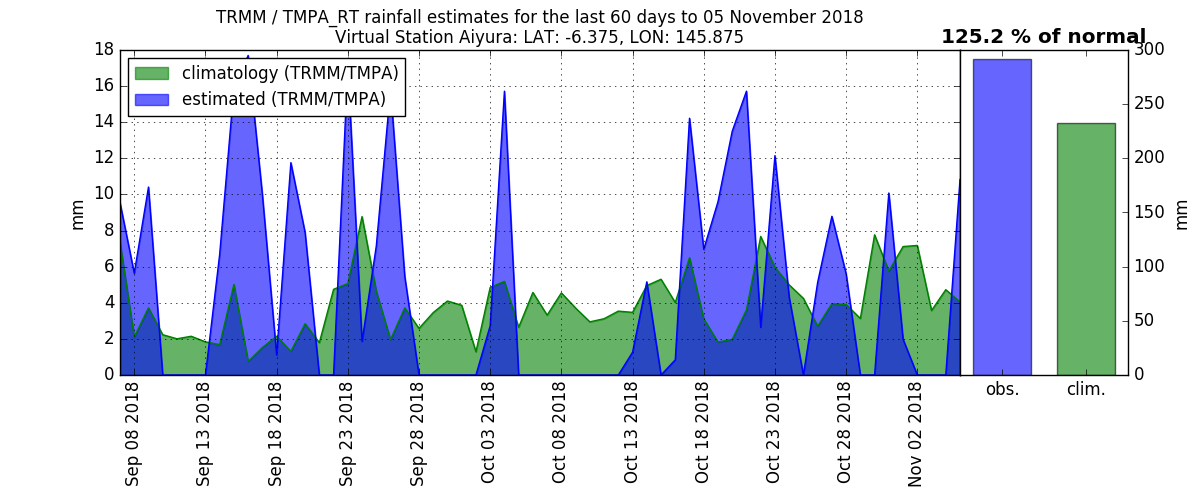 TRMM / TMPA_RT rainfall estimates for the last 60 days to 05 November 2018
Virtual Station Aiyura: LAT: -6.375, LON: 145.875
125.2 % of normal
climatology (TRMM/TMPA)
estimated (TRMM/TMPA)
18
16
14
12
10
8
6
4
2
0
mm
300
250
200
150
100
50
0
mm
obs.
clim.
Sep 08 2018
Sep 13 2018
Sep 18 2018
Sep 23 2018
Sep 28 2018
Oct 03 2018
Oct 08 2018
Oct 13 2018
Oct 18 2018
Oct 23 2018
Oct 28 2018
Nov 02 2018